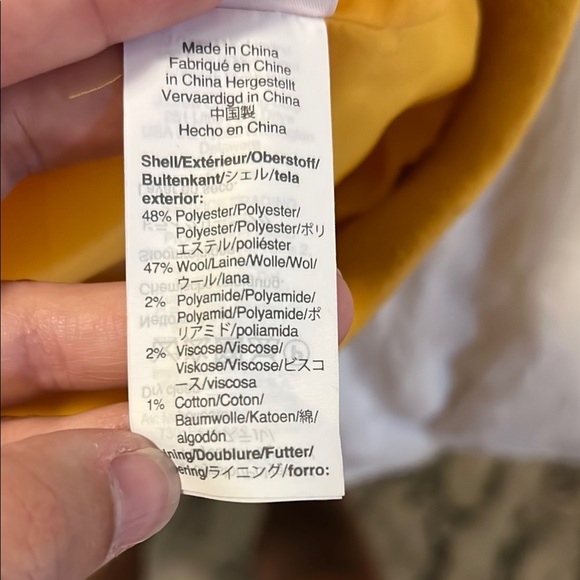 Made in China
Fabriqué en Chine
in China Hergestellt
Vervaardigd in China
中国製
Hecho en China
Shell/Extérieur/Oberstoff/
Buitenkant/シェル/tela
exterior:
48% Polyester/Polyester/
Polyester/Polyester/ポリ
エステル/poliéster
47% Wool/Laine/Wolle/Wol/
ウール/lana
2% Polyamide/Polyamide/
Polyamid/Polyamide/ポ
リアミド/poliamida
2% Viscose/Viscose/
Viskose/Viscose/ビスコ
ース/viscosa
1% Cotton/Coton/
Baumwolle/Katoen/綿/
algodón
/Doublure/Futter/
/ライニング/forro: